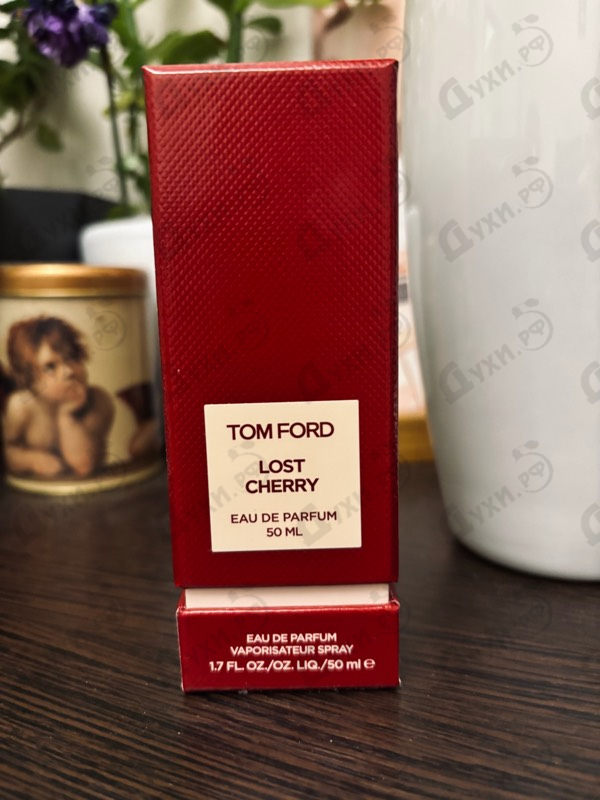 TOM FORD
LOST
CHERRY
EAU DE PARFUM
50 ML
EAU DE PARFUM
VAPORISATEUR SPRAY
1.7 FL. OZ./OZ. LIQ./50 ml ℮
Духи.РФ